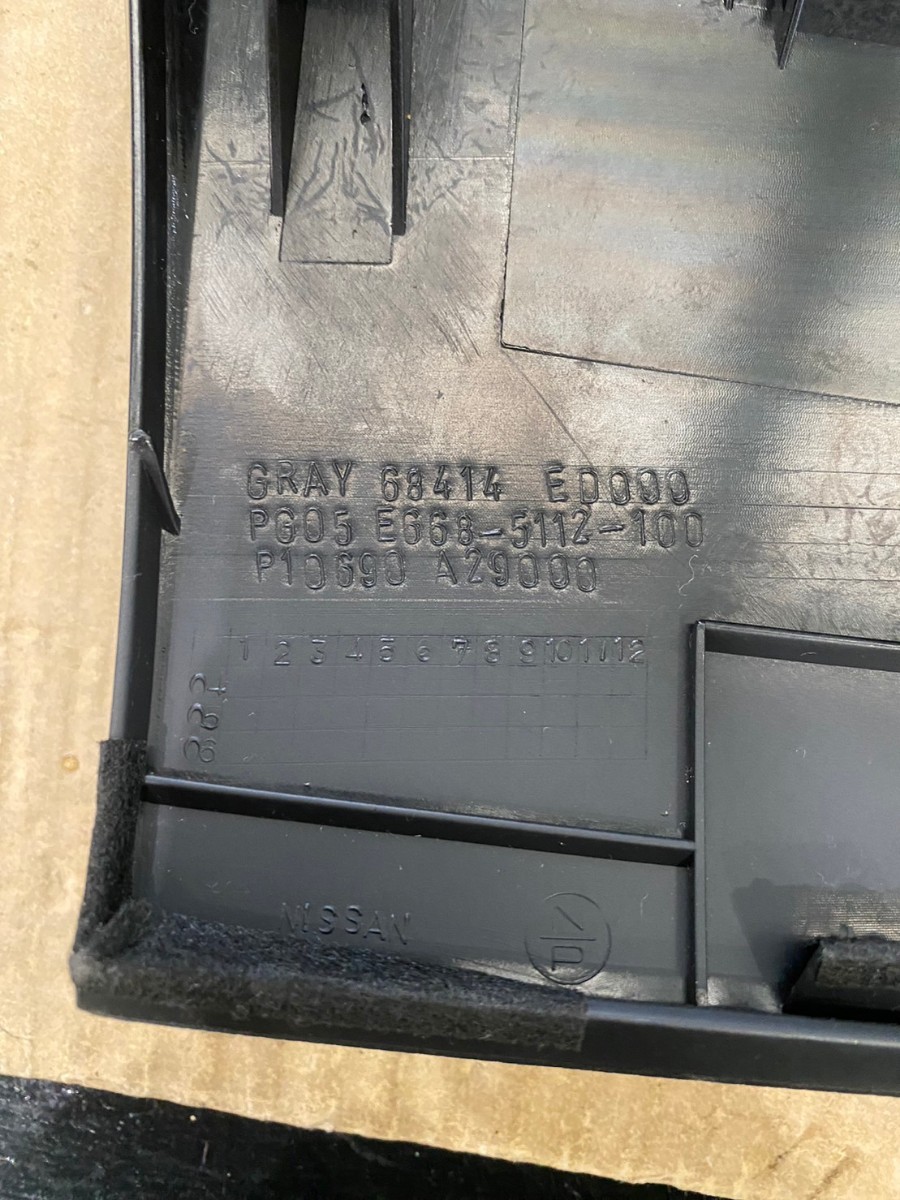 GRAY 68414 ED000
PG05 EG68-5112-100
P10690 A29000
1 2 3 4 5 6 7 8 9 10 11 12
NISSAN
N
P